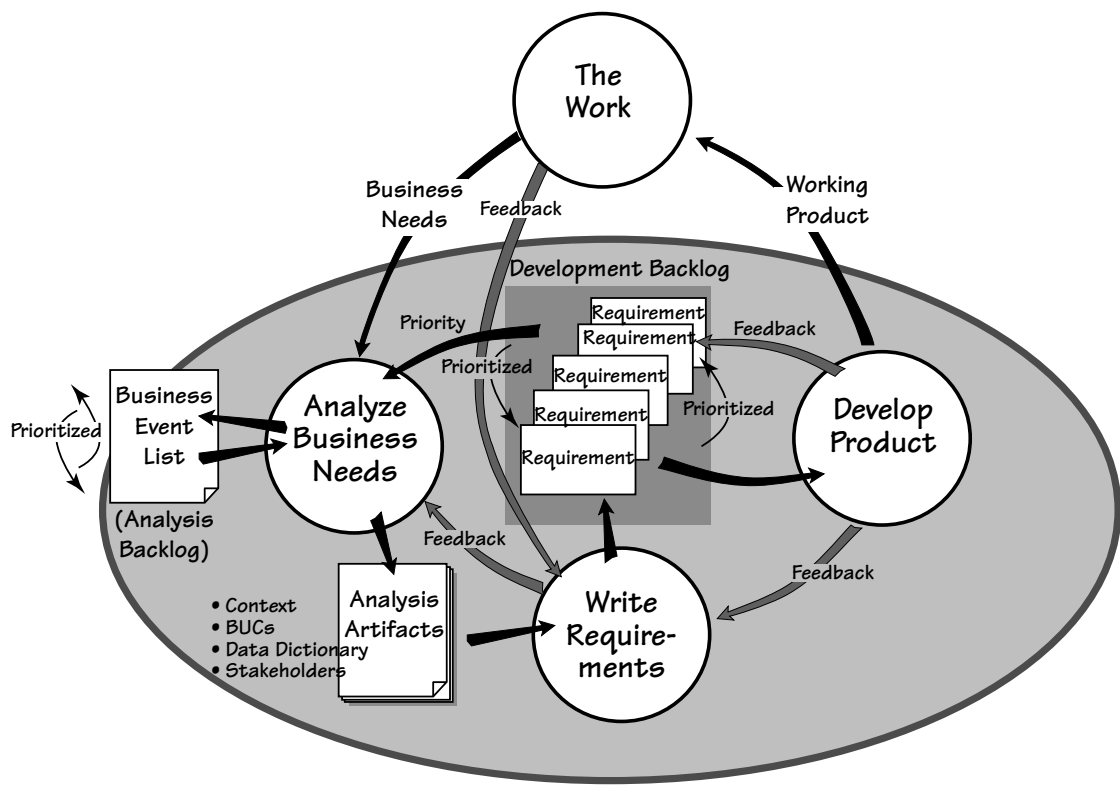 The
Work
Business
Needs
Feedback
Working
Product
Development Backlog
Requirement
Requirement
Requirement
Requirement
Requirement
Priority
Prioritized
Prioritized
Feedback
Business
Event
List
Prioritized
(Analysis
Backlog)
Analyze
Business
Needs
Develop
Product
Feedback
Feedback
Analysis
Artifacts
• Context
• BUCs
• Data Dictionary
• Stakeholders
Write
Require-
ments